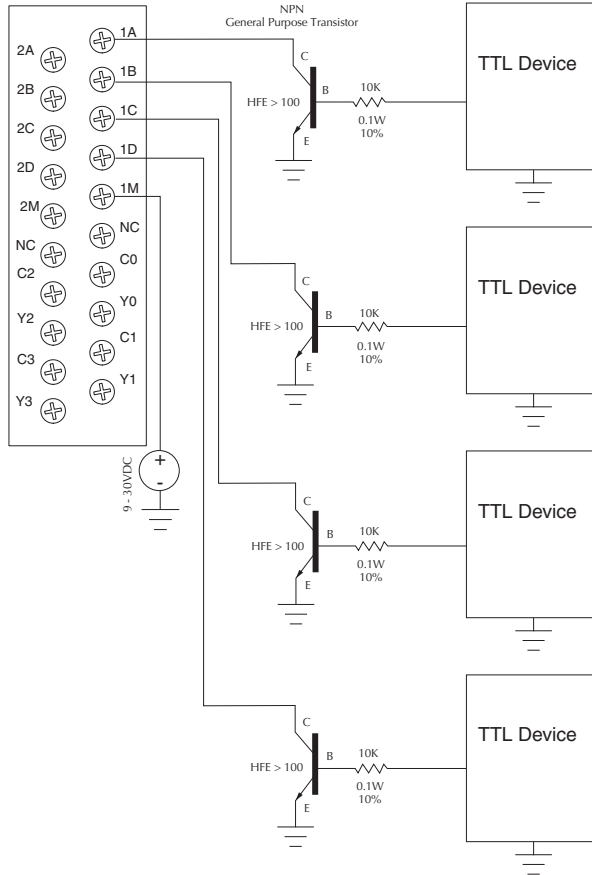 NPN
General Purpose Transistor
1A
2A
1B
2B
1C
2C
1D
2D
1M
2M
NC
NC
C0
C2
Y0
Y2
C1
C3
Y1
Y3
+
-
9 - 30VDC
C
B
E
HFE > 100
10K
0.1W
10%
TTL Device
C
B
E
HFE > 100
10K
0.1W
10%
TTL Device
C
B
E
HFE > 100
10K
0.1W
10%
TTL Device
C
B
E
HFE > 100
10K
0.1W
10%
TTL Device